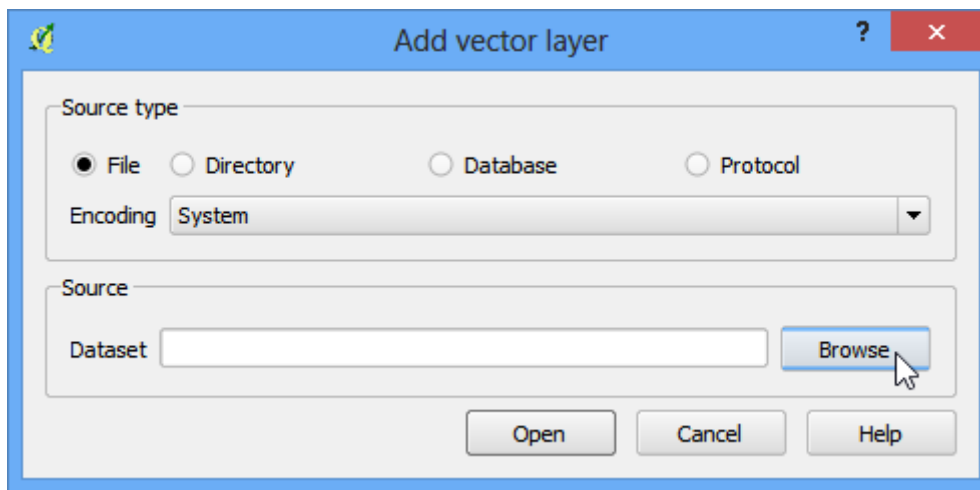 Add vector layer
?
Source type
File Directory Database Protocol
Encoding System
Source
Dataset Browse
Open Cancel Help